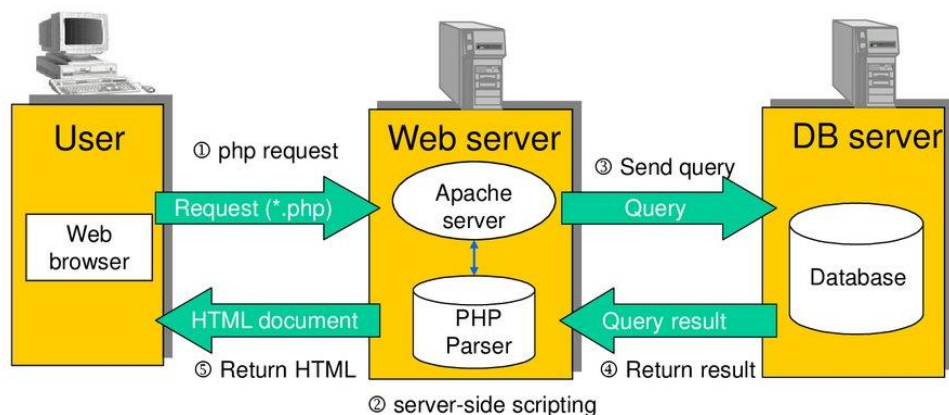 User
Web server
DB server
① php request
③ Send query
Request (*.php)
Apache
server
Query
Web
browser
Database
HTML document
PHP
Parser
Query result
⑤ Return HTML
④ Return result
② server-side scripting